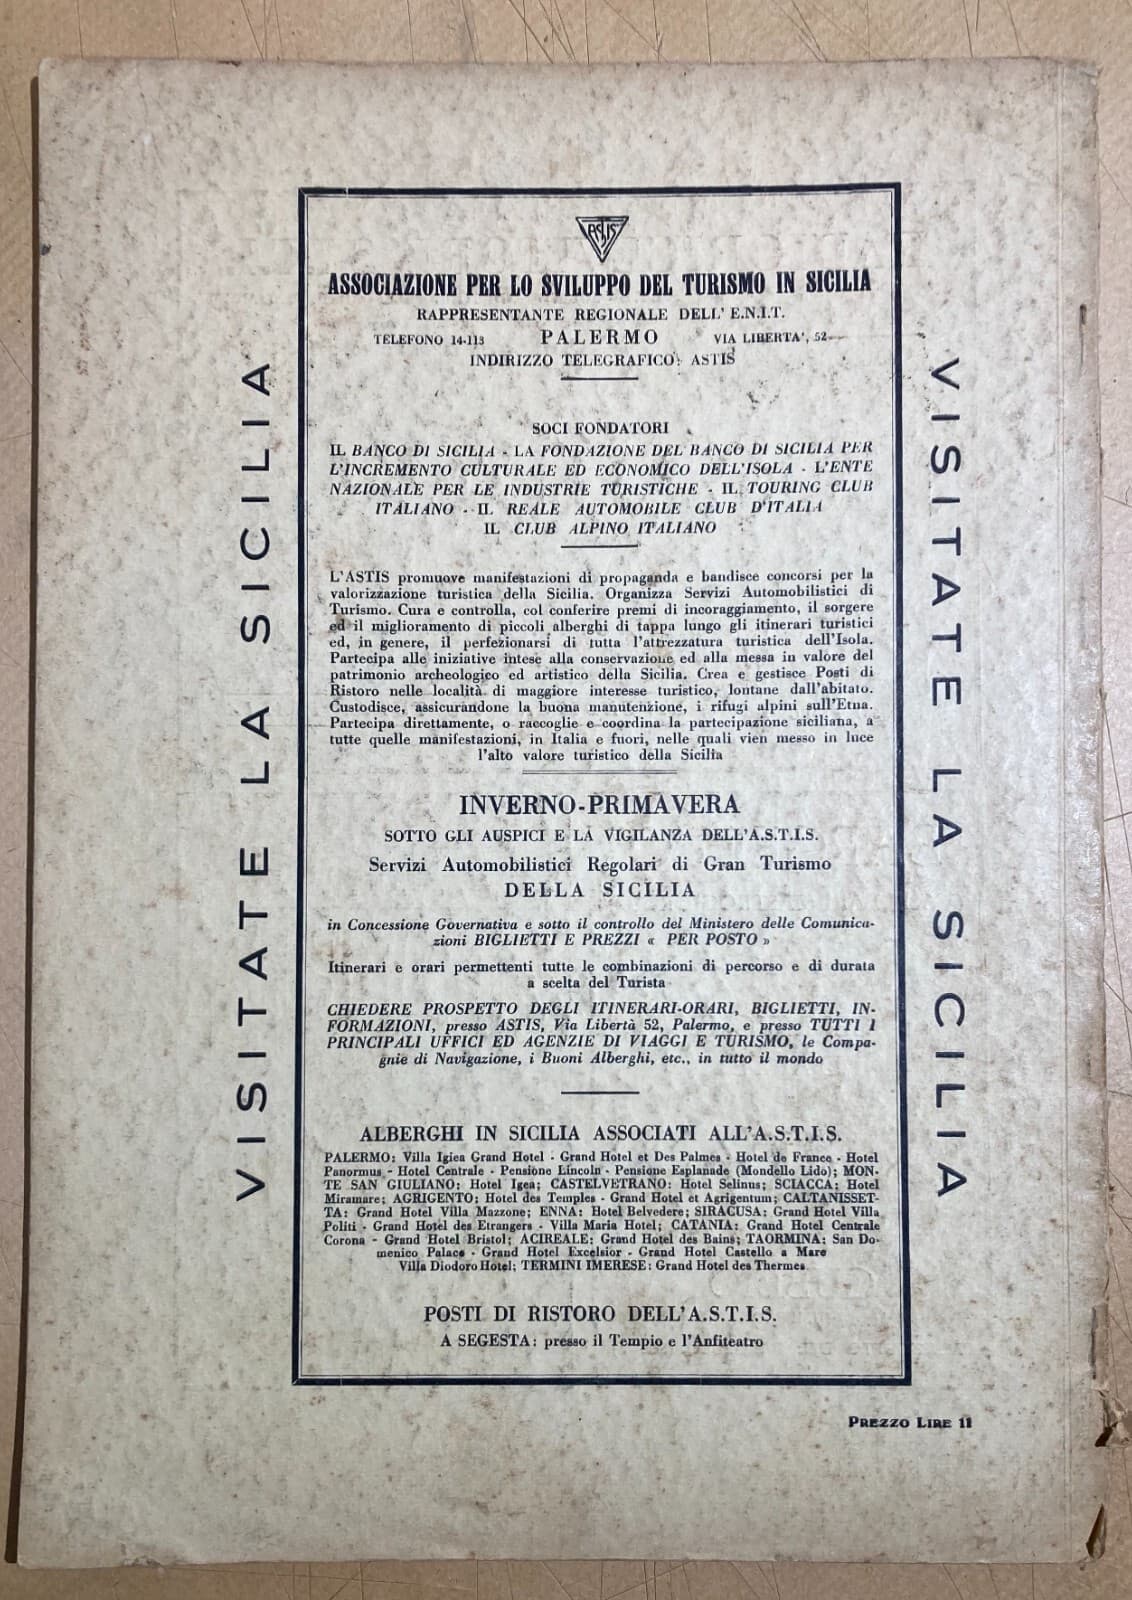 ASTIS
ASSOCIAZIONE PER LO SVILUPPO DEL TURISMO IN SICILIA
RAPPRESENTANTE REGIONALE DELL' E.N.I.T.
TELEFONO 14-113 PALERMO VIA LIBERTA', 52
INDIRIZZO TELEGRAFICO: ASTIS
SOCI FONDATORI
IL BANCO DI SICILIA - LA FONDAZIONE DEL BANCO DI SICILIA PER
L'INCREMENTO CULTURALE ED ECONOMICO DELL'ISOLA - L'ENTE
NAZIONALE PER LE INDUSTRIE TURISTICHE - IL TOURING CLUB
ITALIANO - IL REALE AUTOMOBILE CLUB D'ITALIA
IL CLUB ALPINO ITALIANO
L'ASTIS promuove manifestazioni di propaganda e bandisce concorsi per la
valorizzazione turistica della Sicilia. Organizza Servizi Automobilistici di
Turismo. Cura e controlla, col conferire premi di incoraggiamento, il sorgere
ed il miglioramento di piccoli alberghi di tappa lungo gli itinerari turistici
ed, in genere, il perfezionarsi di tutta l'attrezzatura turistica dell'Isola.
Partecipa alle iniziative intese alla conservazione ed alla messa in valore del
patrimonio archeologico ed artistico della Sicilia. Crea e gestisce Posti di
Ristoro nelle località di maggiore interesse turistico, lontane dall'abitato.
Custodisce, assicurandone la buona manutenzione, i rifugi alpini sull'Etna.
Partecipa direttamente, o raccoglie e coordina la partecipazione siciliana, a
tutte quelle manifestazioni, in Italia e fuori, nelle quali vien messo in luce
l'alto valore turistico della Sicilia
INVERNO-PRIMAVERA
SOTTO GLI AUSPICI E LA VIGILANZA DELL'A.S.T.I.S.
Servizi Automobilistici Regolari di Gran Turismo
DELLA SICILIA
in Concessione Governativa e sotto il controllo del Ministero delle Comunica-
zioni BIGLIETTI E PREZZI « PER POSTO »
Itinerari e orari permettenti tutte le combinazioni di percorso e di durata
a scelta del Turista
CHIEDERE PROSPETTO DEGLI ITINERARI-ORARI, BIGLIETTI, IN-
FORMAZIONI, presso ASTIS, Via Libertà 52, Palermo, e presso TUTTI I
PRINCIPALI UFFICI ED AGENZIE DI VIAGGI E TURISMO, le Compa-
gnie di Navigazione, i Buoni Alberghi, etc., in tutto il mondo
ALBERGHI IN SICILIA ASSOCIATI ALL'A.S.T.I.S.
PALERMO: Villa Igiea Grand Hotel - Grand Hotel et Des Palmes - Hotel de France - Hotel
Panormus - Hotel Centrale - Pensione Lincoln - Pensione Esplanade (Mondello Lido); MON-
TE SAN GIULIANO: Hotel Igea; CASTELVETRANO: Hotel Selinus; SCIACCA: Hotel
Miramare; AGRIGENTO: Hotel des Temples - Grand Hotel et Agrigentum; CALTANISSET-
TA: Grand Hotel Villa Mazzone; ENNA: Hotel Belvedere; SIRACUSA: Grand Hotel Villa
Politi - Grand Hotel des Etrangers - Villa Maria Hotel; CATANIA: Grand Hotel Centrale
Corona - Grand Hotel Bristol; ACIREALE: Grand Hotel des Bains; TAORMINA: San Do-
menico Palace - Grand Hotel Excelsior - Grand Hotel Castello a Mare
Villa Diodoro Hotel; TERMINI IMERESE: Grand Hotel des Thermes
POSTI DI RISTORO DELL'A.S.T.I.S.
A SEGESTA: presso il Tempio e l'Anfiteatro
VISITATE LA SICILIA
VISITATE LA SICILIA
PREZZO LIRE 11